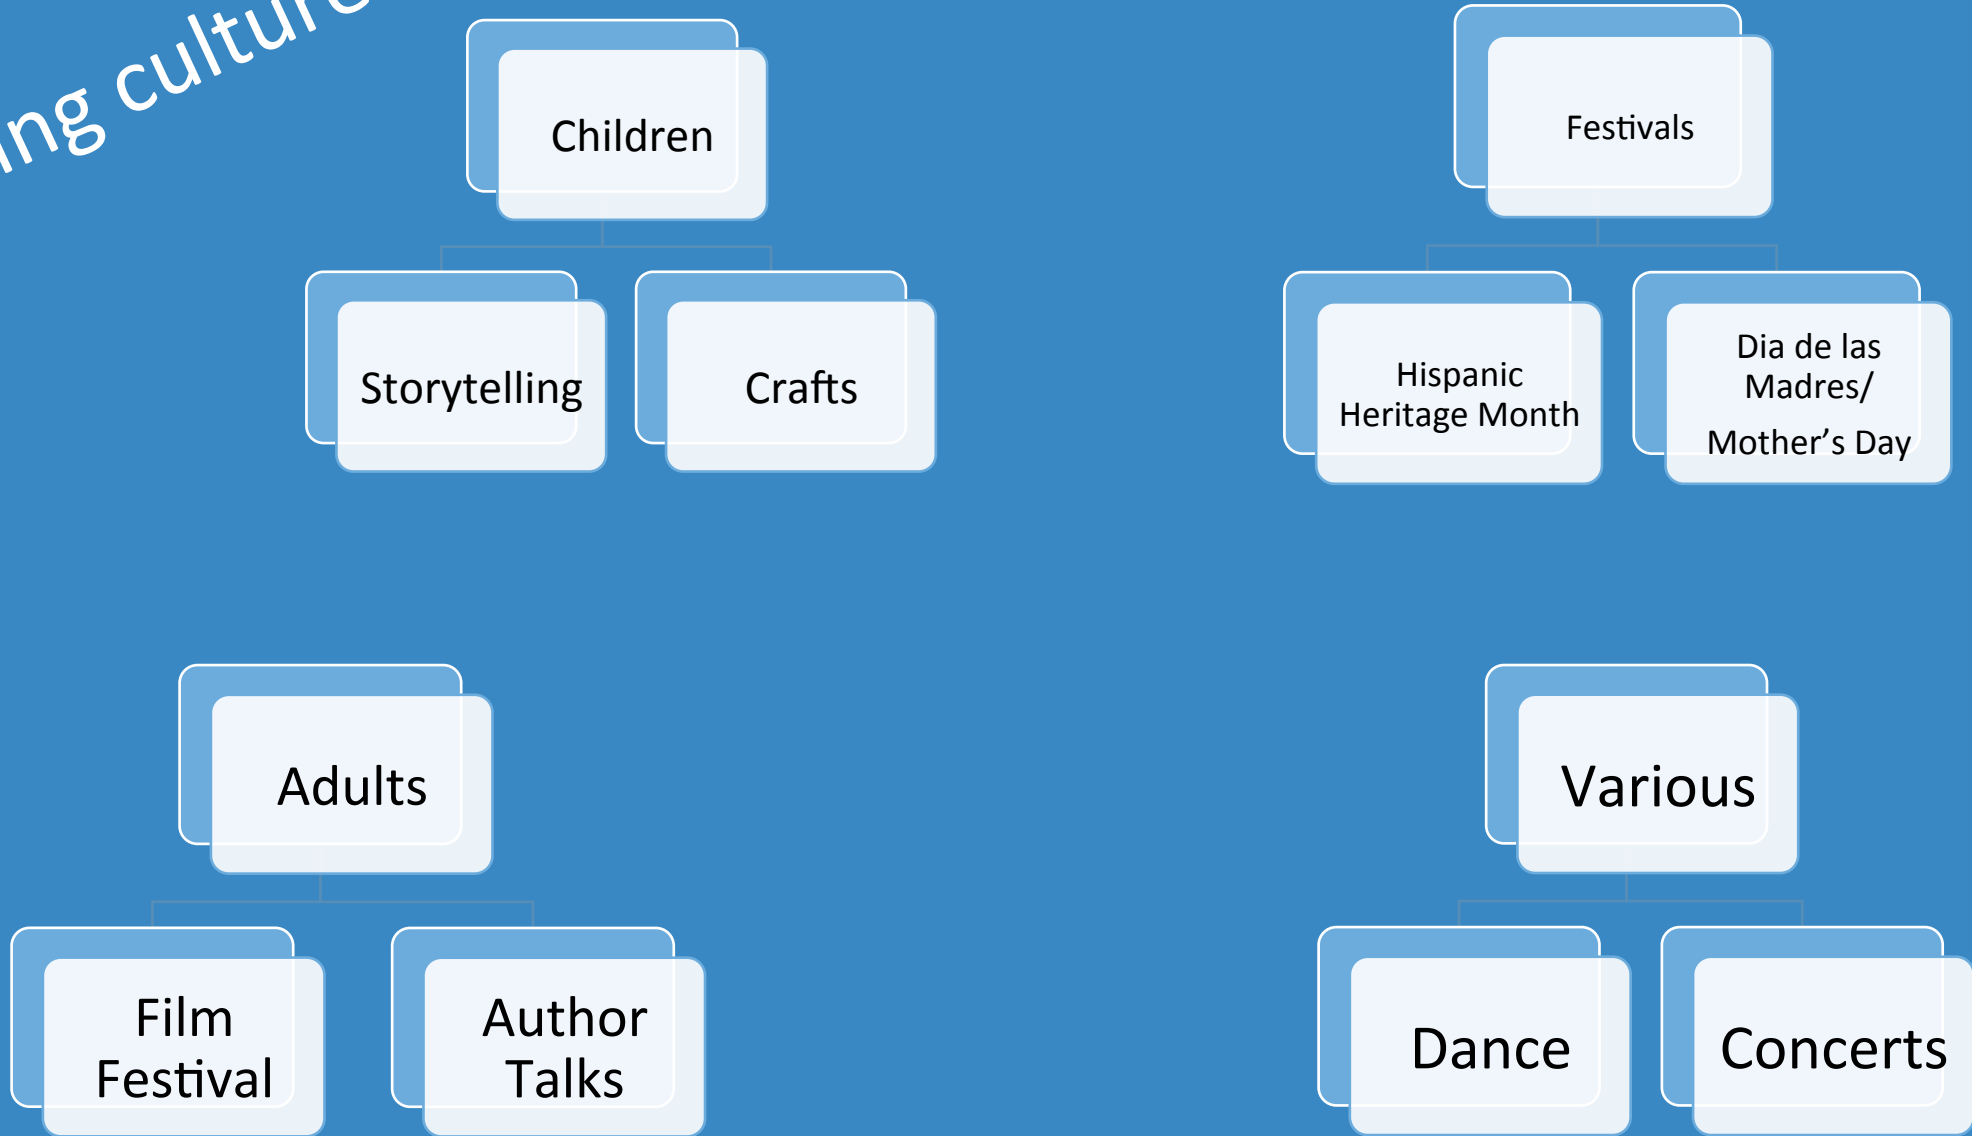 culture
Children
Storytelling
Crafts
Festivals
Hispanic
Heritage Month
Dia de las
Madres/
Mother’s Day
Adults
Film
Festival
Author
Talks
Various
Dance
Concerts